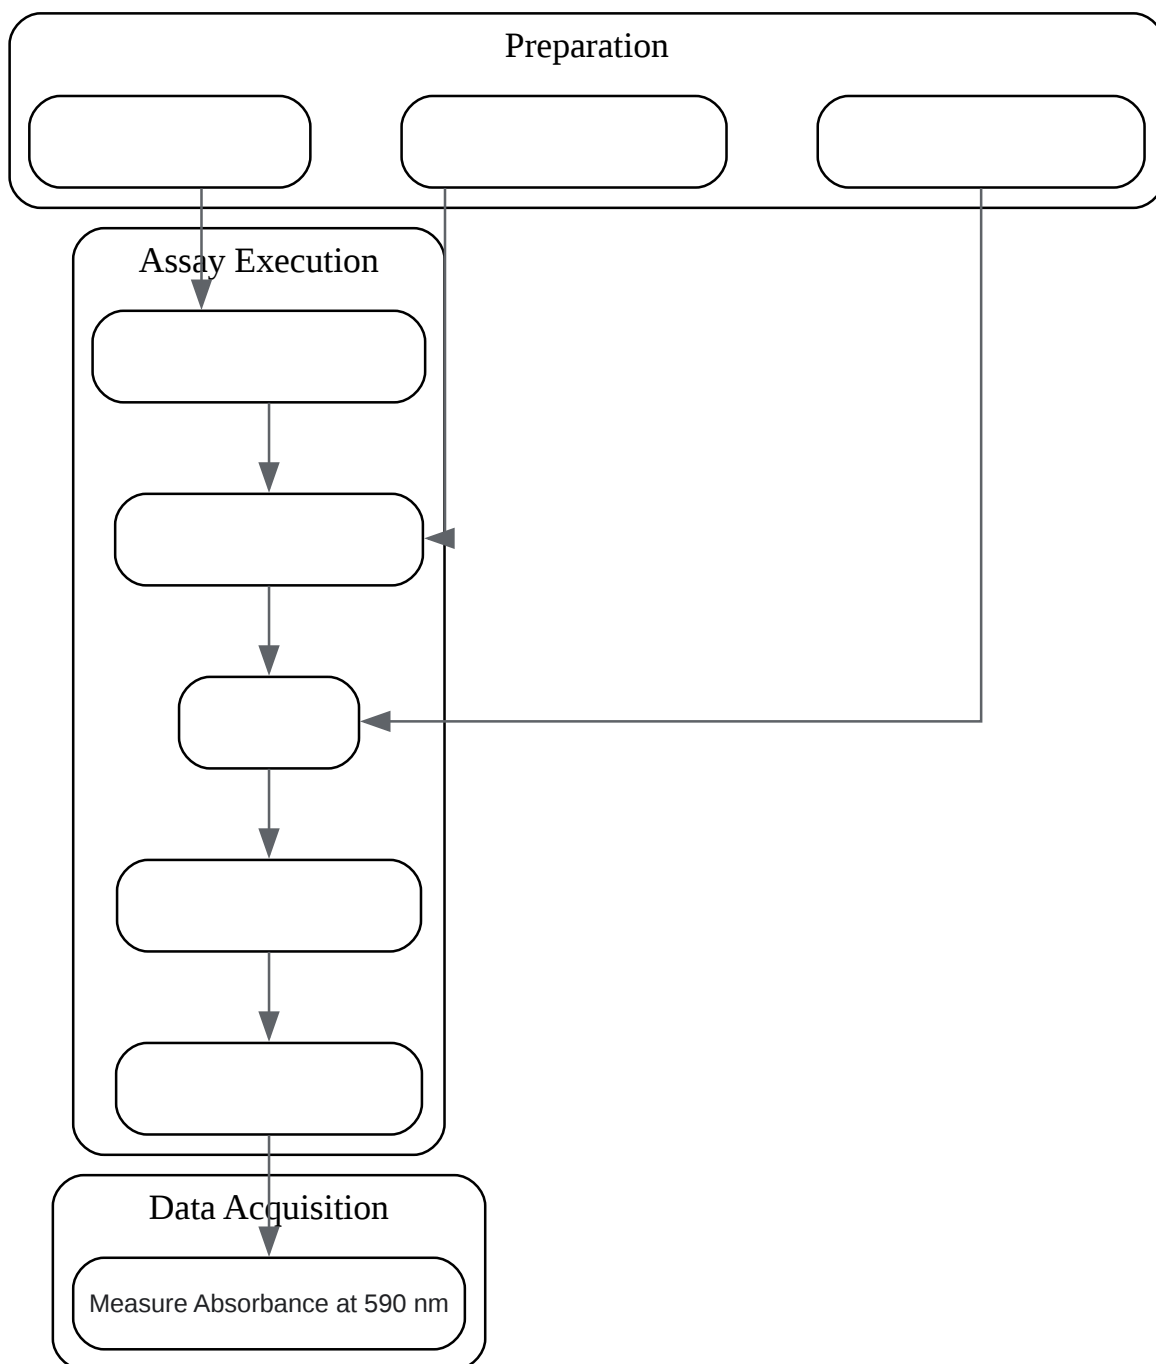 Preparation
Assay Execution
Data Acquisition
Measure Absorbance at 590 nm